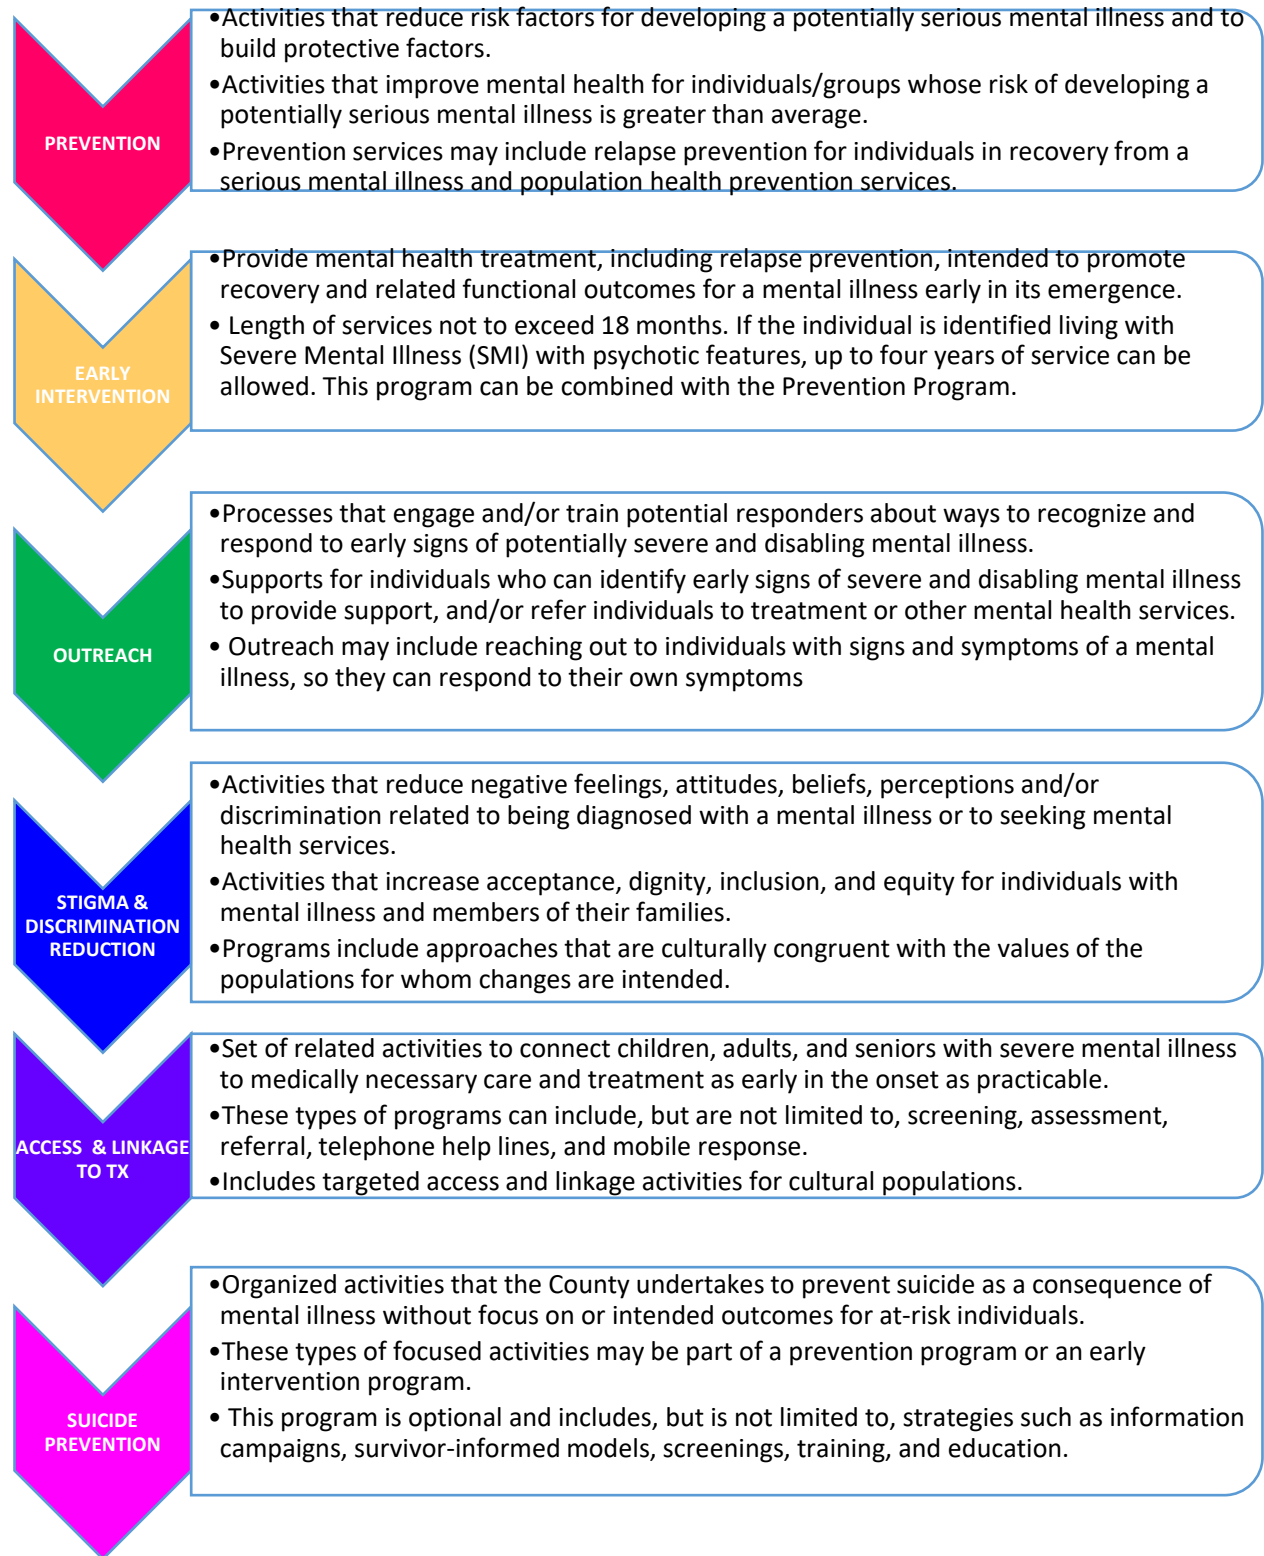 •Activities that reduce risk factors for developing a potentially serious mental illness and to
build protective factors.
•Activities that improve mental health for individuals/groups whose risk of developing a
potentially serious mental illness is greater than average.
PREVENTION
•Prevention services may include relapse prevention for individuals in recovery from a
serious mental illness and population health prevention services.
•Provide mental health treatment, including relapse prevention, intended to promote
recovery and related functional outcomes for a mental illness early in its emergence.
• Length of services not to exceed 18 months. If the individual is identified living with
Severe Mental Illness (SMI) with psychotic features, up to four years of service can be
allowed. This program can be combined with the Prevention Program.
EARLY
INTERVENTION
•Processes that engage and/or train potential responders about ways to recognize and
respond to early signs of potentially severe and disabling mental illness.
•Supports for individuals who can identify early signs of severe and disabling mental illness
to provide support, and/or refer individuals to treatment or other mental health services.
• Outreach may include reaching out to individuals with signs and symptoms of a mental
illness, so they can respond to their own symptoms
OUTREACH
•Activities that reduce negative feelings, attitudes, beliefs, perceptions and/or
discrimination related to being diagnosed with a mental illness or to seeking mental
health services.
•Activities that increase acceptance, dignity, inclusion, and equity for individuals with
mental illness and members of their families.
•Programs include approaches that are culturally congruent with the values of the
populations for whom changes are intended.
STIGMA &
DISCRIMINATION
REDUCTION
•Set of related activities to connect children, adults, and seniors with severe mental illness
to medically necessary care and treatment as early in the onset as practicable.
•These types of programs can include, but are not limited to, screening, assessment,
referral, telephone help lines, and mobile response.
•Includes targeted access and linkage activities for cultural populations.
ACCESS & LINKAGE
TO TX
•Organized activities that the County undertakes to prevent suicide as a consequence of
mental illness without focus on or intended outcomes for at-risk individuals.
•These types of focused activities may be part of a prevention program or an early
intervention program.
• This program is optional and includes, but is not limited to, strategies such as information
campaigns, survivor-informed models, screenings, training, and education.
SUICIDE
PREVENTION